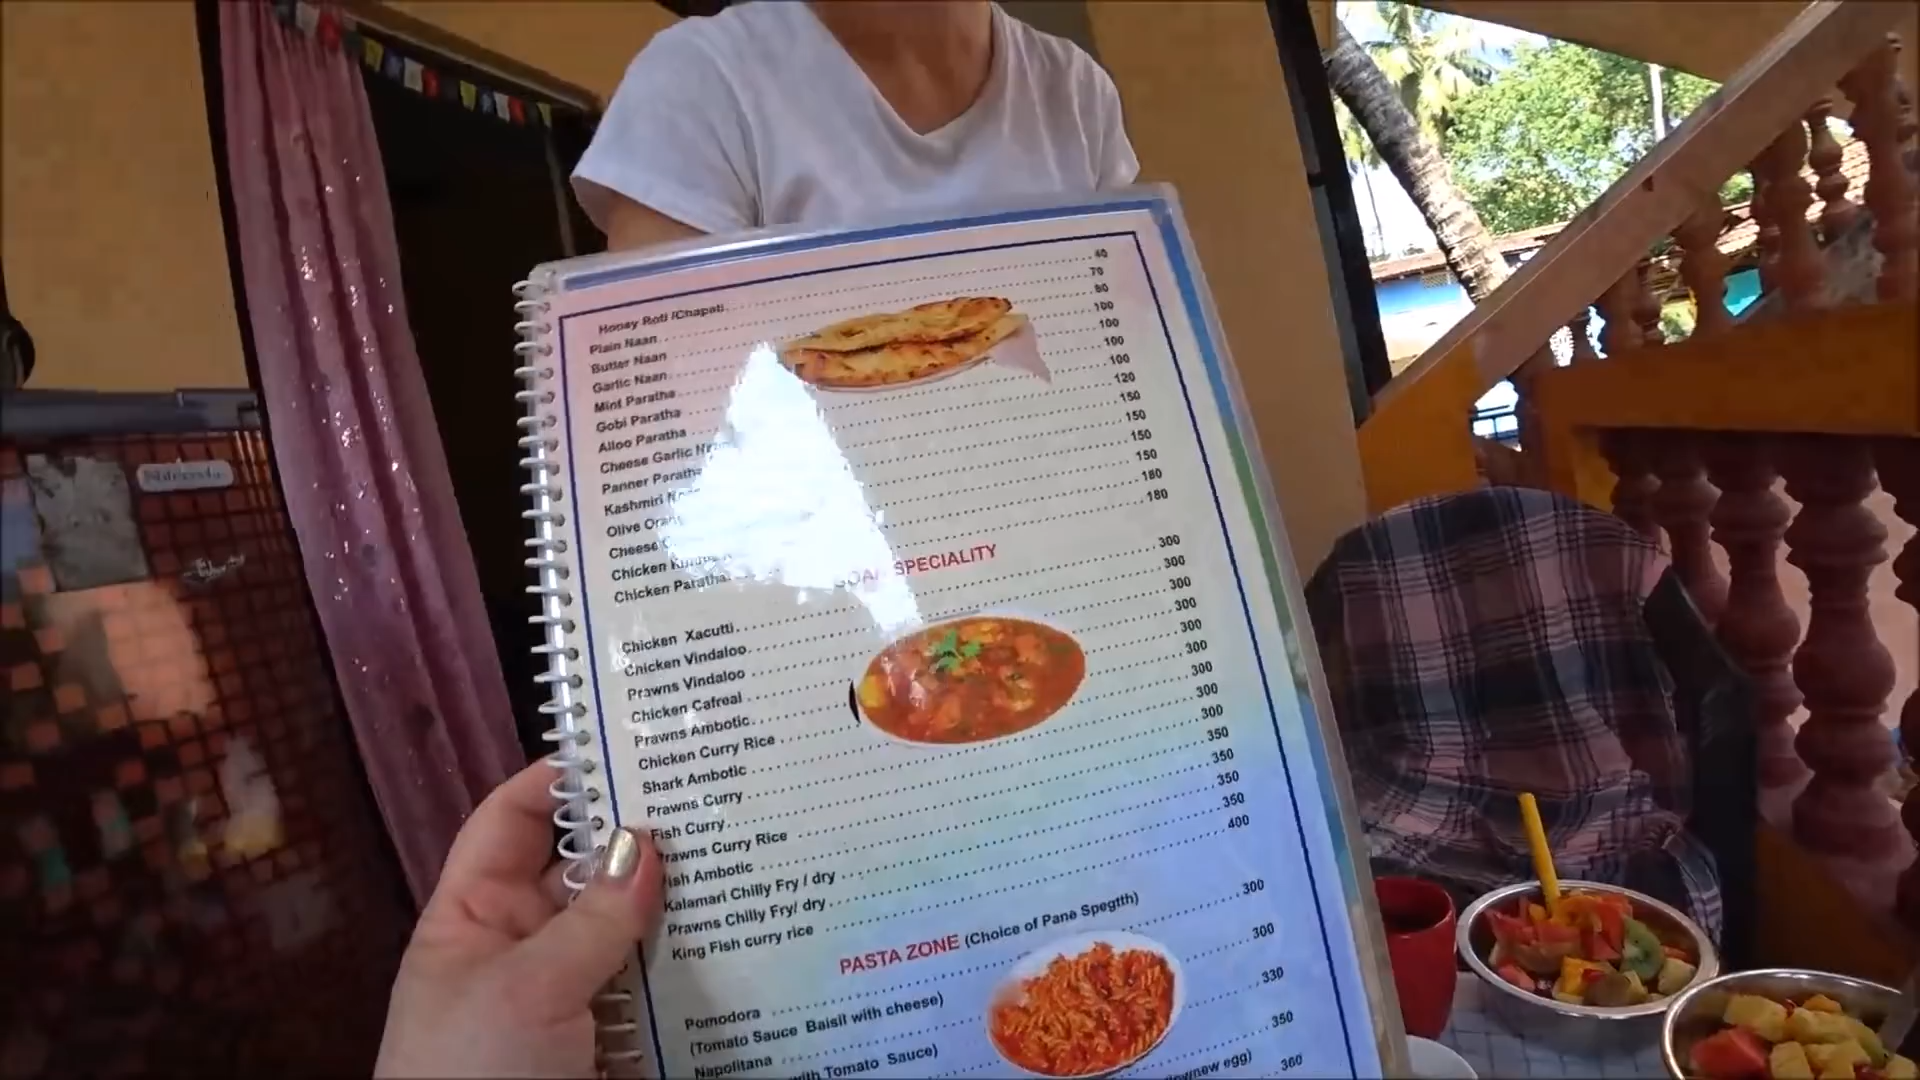 Honay Roti /Chapati 40
Plain Naan 70
Butter Naan 80
Garlic Naan 100
Mint Paratha 100
Gobi Paratha 100
Alloo Paratha 100
Cheese Garlic 120
Panner Paratha 150
Kashmiri 150
Olive 150
Cheese 150
Chicken 180
Chicken Paratha 180
SPECIALITY
Chicken Xacutti 300
Chicken Vindaloo 300
Prawns Vindaloo 300
Chicken Cafreal 300
Prawns Ambotic 300
Chicken Curry Rice 300
Shark Ambotic 300
Prawns Curry 300
Fish Curry 300
Prawns Curry Rice 350
Fish Ambotic 350
Kalamari Chilly Fry / dry 350
Prawns Chilly Fry/ dry 350
King Fish curry rice 400
PASTA ZONE (Choice of Pane Spegtth)
Pomodora 300
(Tomato Sauce Baisil with cheese)
Napolitana 300
with Tomato Sauce)
330
350
egg)
360